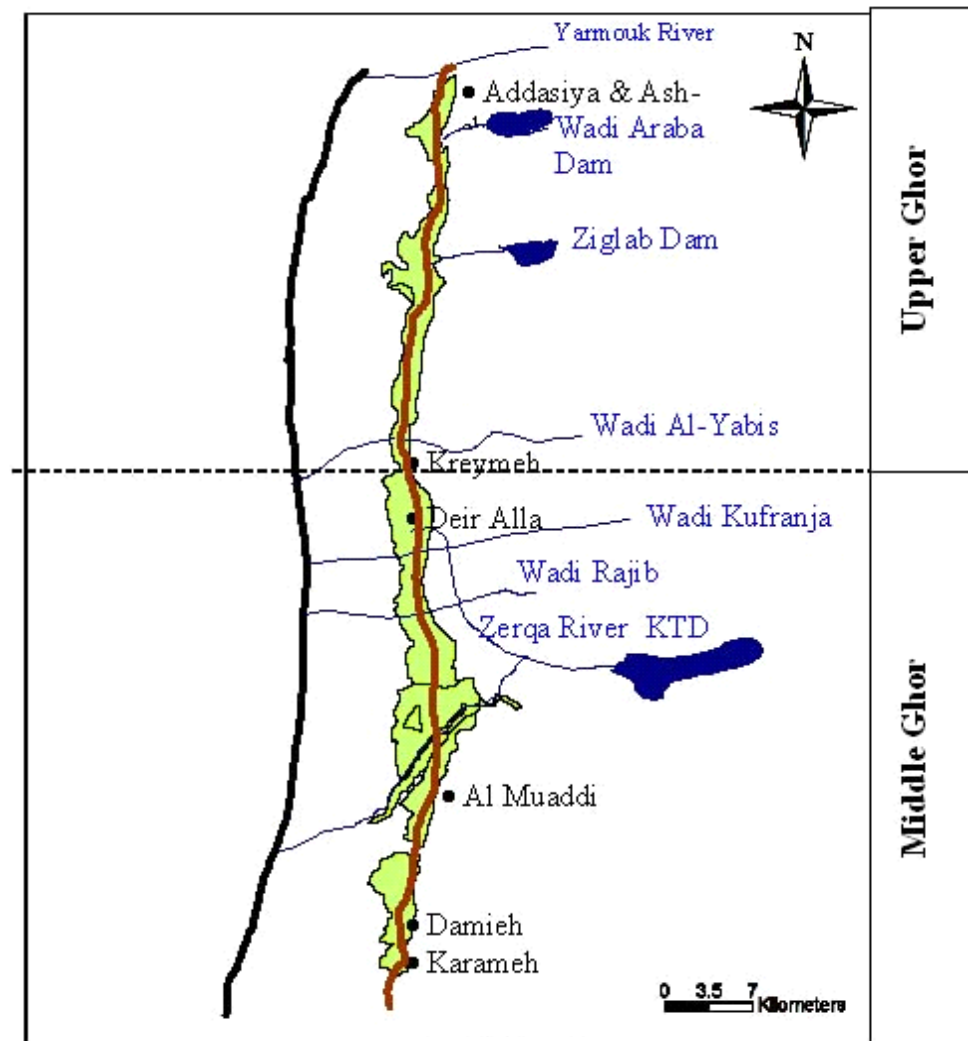 Yarmouk River
N
Addasiya & Ash-
Wadi Araba
Dam
Ziglab Dam
Upper Ghor
Wadi Al-Yabis
Kreymeh
Deir Alla
Wadi Kufranja
Wadi Rajib
Zerqa River KTD
Middle Ghor
Al Muaddi
Damieh
Karameh
0 3.5 7
Kilometers